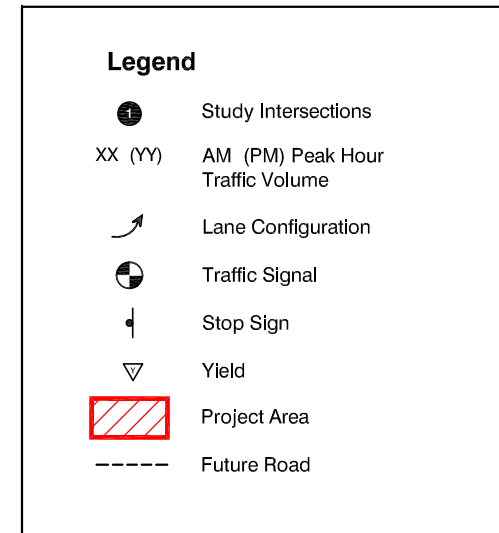 Legend
1 Study Intersections
XX (YY) AM (PM) Peak Hour
Traffic Volume
Lane Configuration
Traffic Signal
Stop Sign
Y Yield
Project Area
Future Road